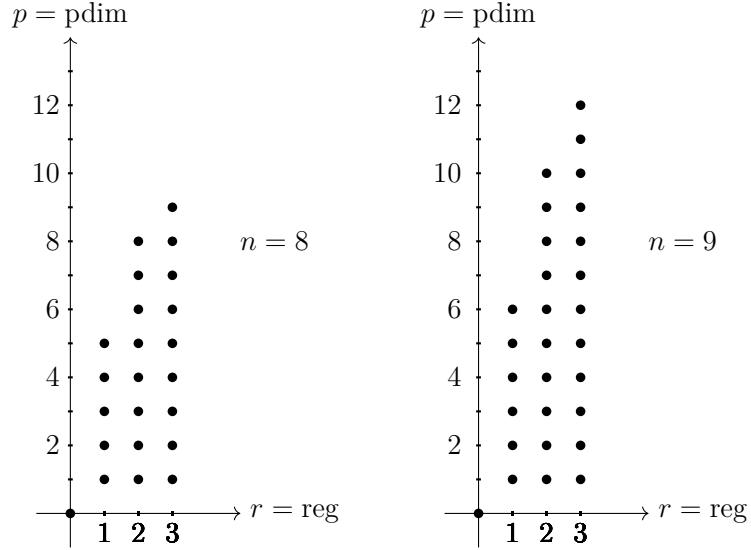 p = pdim
12
10
8
6
4
2
n = 8
r = reg
1 2 3
p = pdim
12
10
8
6
4
2
n = 9
r = reg
1 2 3